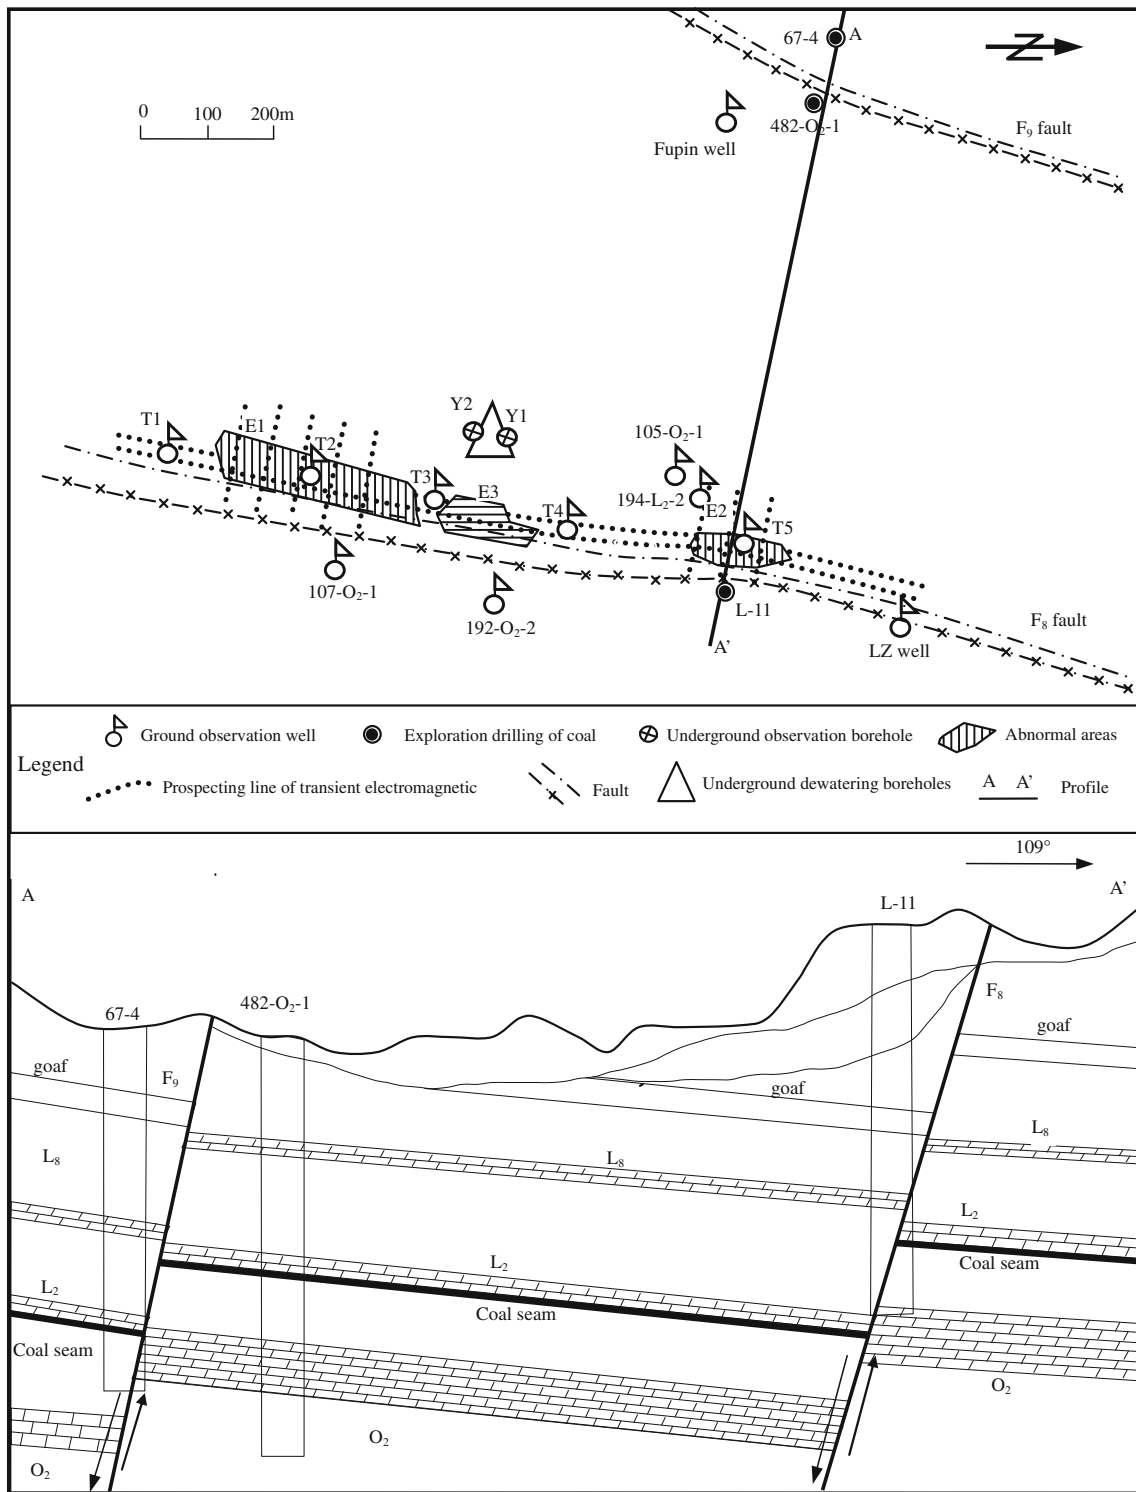 67-4
A
Z
0 100 200m
482-O₂-1
F₉ fault
Fupin well
T1
E1
T2
Y2
Y1
T3
E3
T4
105-O₂-1
194-L₂-2
E2
T5
107-O₂-1
192-O₂-2
L-11
A'
LZ well
F₈ fault
Legend
Ground observation well
Exploration drilling of coal
Underground observation borehole
Abnormal areas
Prospecting line of transient electromagnetic
Fault
Underground dewatering boreholes
A A'
Profile
109°
A
A'
L-11
67-4
482-O₂-1
F₈
goaf
goaf
F₉
goaf
L₈
L₈
L₈
L₂
L₂
L₂
Coal seam
Coal seam
Coal seam
O₂
O₂
O₂